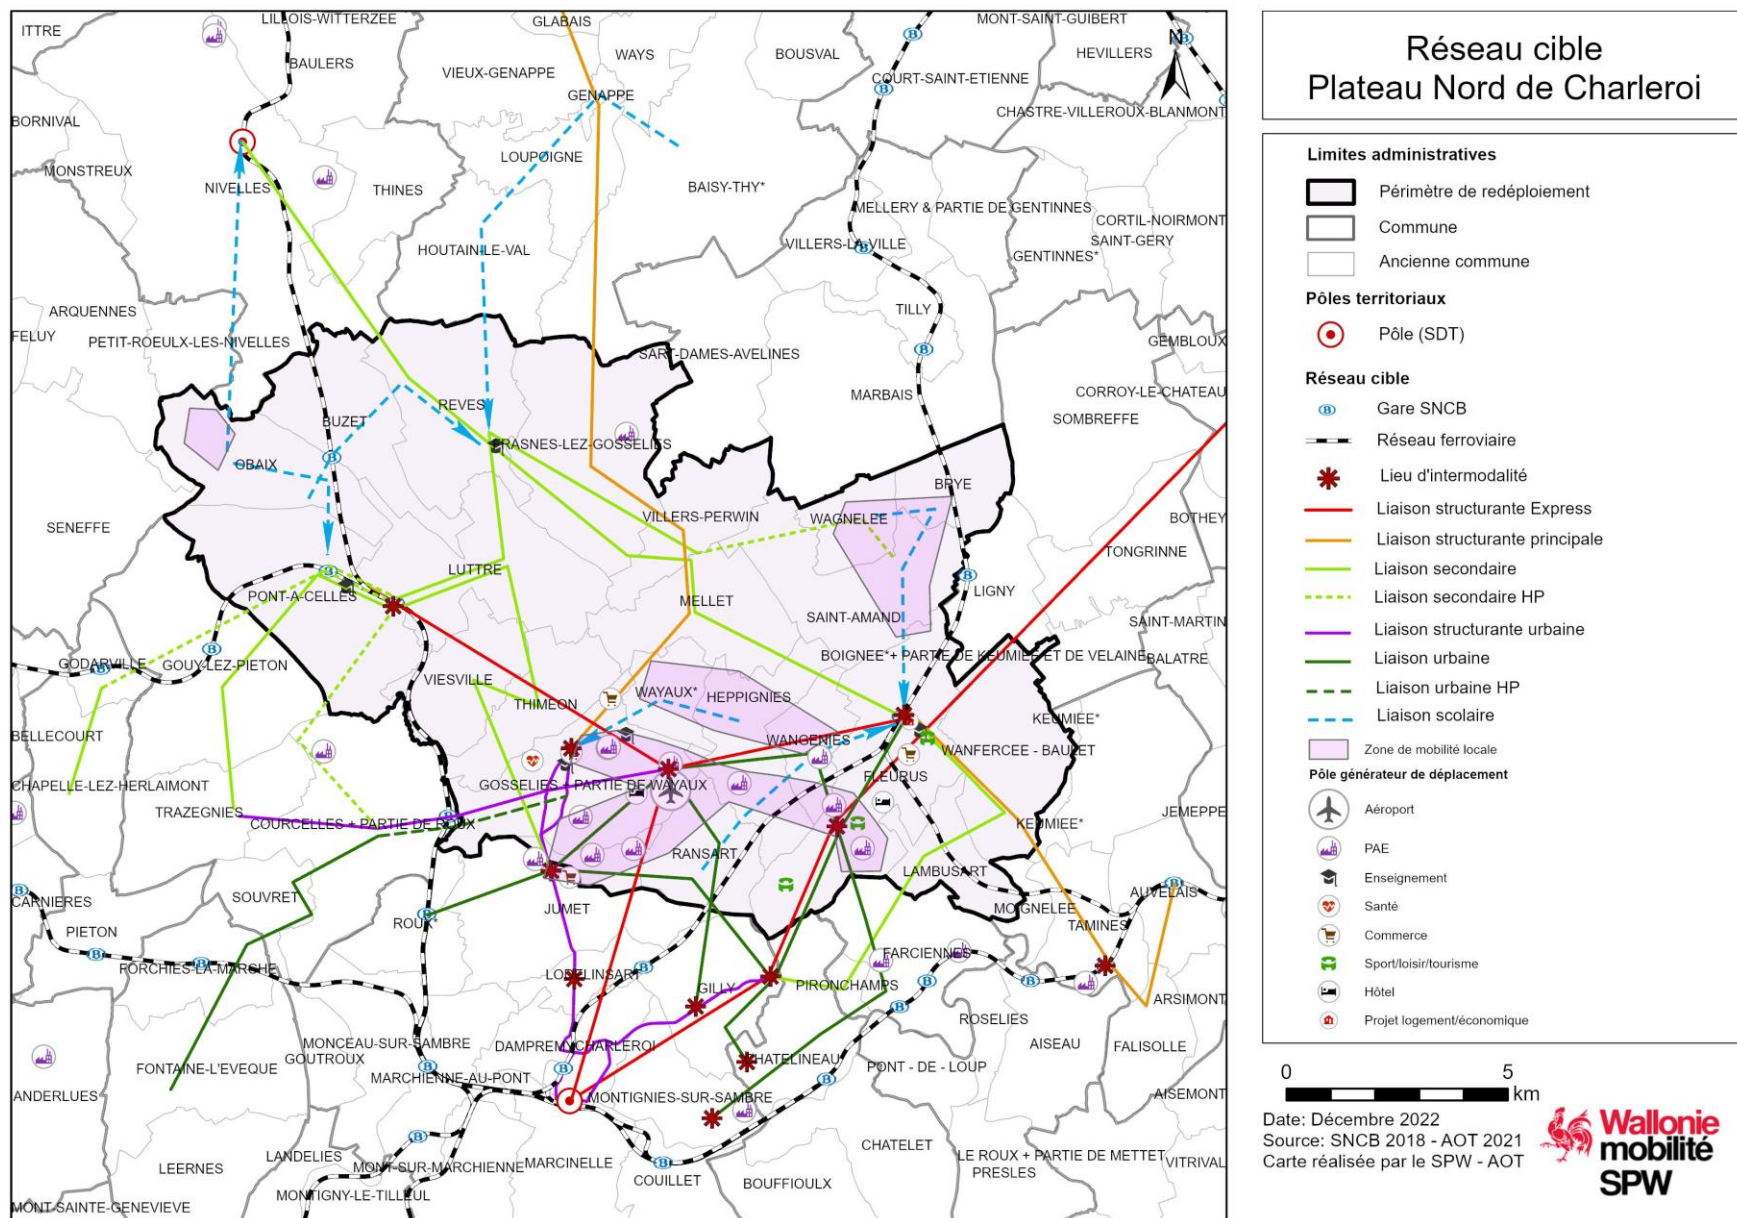 ITTRE
LILLOIS-WITTERZEE
GLABAIS
MONT-SAINT-GUIBERT
BAULERS
WAYS
BOUSVAL
HEVILLERS
N
VIEUX-GENAPPE
COURT-SAINT-ETIENNE
GENAPPE
BORNIVAL
CHASTRE-VILLEROUX-BLANMONT
MONSTREUX
NIVELLES
THINES
LOUPOIGNE
BAISY-THY*
MELLERY & PARTIE DE GENTINNES
CORTIL-NOIRMONT
HOUTAIN-LE-VAL
VILLERS-LA-VILLE
SAINT-GERY
GENTINNES*
ARQUENNES
TILLY
FELUY
PETIT-ROEULX-LES-NIVELLES
GEMBLOUX
SART-DAMES-AVELINES
MARBAIS
CORROY-LE-CHATEAU
SOMBREFFE
REVES
BUZET
RASNES-LEZ-GOSSELIES
OBAIX
BRYE
SENEFFE
VILLERS-PERWIN
WAGNELEE
BOTHEY
TONGRINNE
LUTTRE
PONT-A-CELLES
LIGNY
MELLET
SAINT-AMAND
SAINT-MARTIN
GODARVILLE
GOUY-LEZ-PIETON
BOIGNEE*+ PARTIE DE KEUMIEE ET DE VELAINE
BALATRE
VIESVILLE
WAYAUX*
HEPPIGNIES
THIMEON
KEUMIEE*
BELLECOURT
WANGENIES
WANFERCEE - BAULET
CHAPELLE-LEZ-HERLAIMONT
GOSSELIES + PARTIE DE WAYAUX
FLEURUS
TRAZEGNIES
COURCELLES + PARTIE DE ROUX
KEUMIEE*
JEMEPPE
RANSART
LAMBUSART
CARNIERES
SOUVRET
AUVELAIS
JUMET
MOIGNELEE
ROUX*
TAMINES
PIETON
FORCHIES-LA-MARCHE
LODELINSART
FARCIENNES
GILLY
PIRONCHAMPS
ARSIMONT
ROSELIES
MONCEAU-SUR-SAMBRE
DAMPREMY
CHARLEROI
AISEAU
FALISOLLE
GOUTROUX
HATELINEAU
FONTAINE-L'EVEQUE
MARCHIENNE-AU-PONT
PONT - DE - LOUP
ANDERLUES
MONTIGNIES-SUR-SAMBRE
AISEMONT
CHATELET
LANDELIES
LEERNES
MONT-SUR-MARCHIENNE
MARCINELLE
LE ROUX + PARTIE DE METTET
VITRIVAL
PRESLES
COUILLET
BOUFFIOULX
MONTIGNY-LE-TILLEUL
MONT-SAINTE-GENEVIEVE
Réseau cible
Plateau Nord de Charleroi
Limites administratives
Périmètre de redéploiement
Commune
Ancienne commune
Pôles territoriaux
Pôle (SDT)
Réseau cible
B Gare SNCB
Réseau ferroviaire
Lieu d'intermodalité
Liaison structurante Express
Liaison structurante principale
Liaison secondaire
Liaison secondaire HP
Liaison structurante urbaine
Liaison urbaine
Liaison urbaine HP
Liaison scolaire
Zone de mobilité locale
Pôle générateur de déplacement
Aéroport
PAE
Enseignement
Santé
Commerce
Sport/loisir/tourisme
Hôtel
Projet logement/économique
0 5
km
Date: Décembre 2022
Source: SNCB 2018 - AOT 2021
Carte réalisée par le SPW - AOT
Wallonie
mobilité
SPW